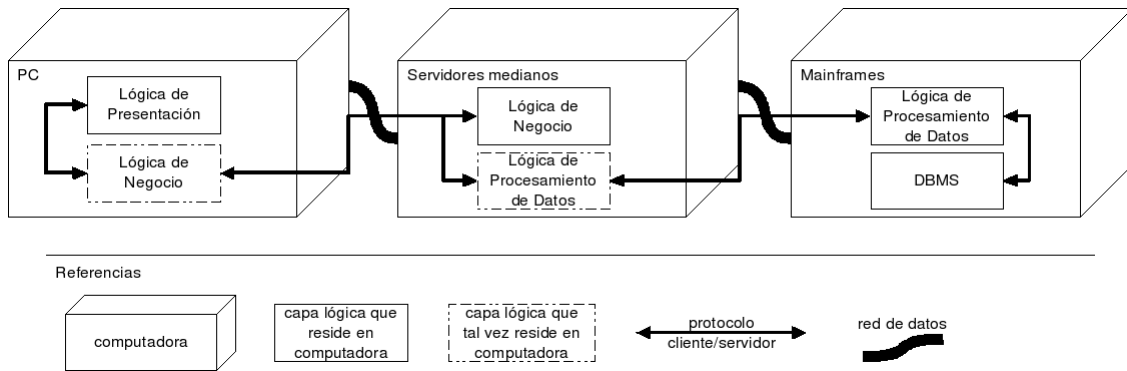 PC
Lógica de
Presentación
Lógica de
Negocio
Servidores medianos
Lógica de
Negocio
Lógica de
Procesamiento
de Datos
Mainframes
Lógica de
Procesamiento
de Datos
DBMS
Referencias
computadora
capa lógica que
reside en
computadora
capa lógica que
tal vez reside en
computadora
protocolo
cliente/servidor
red de datos